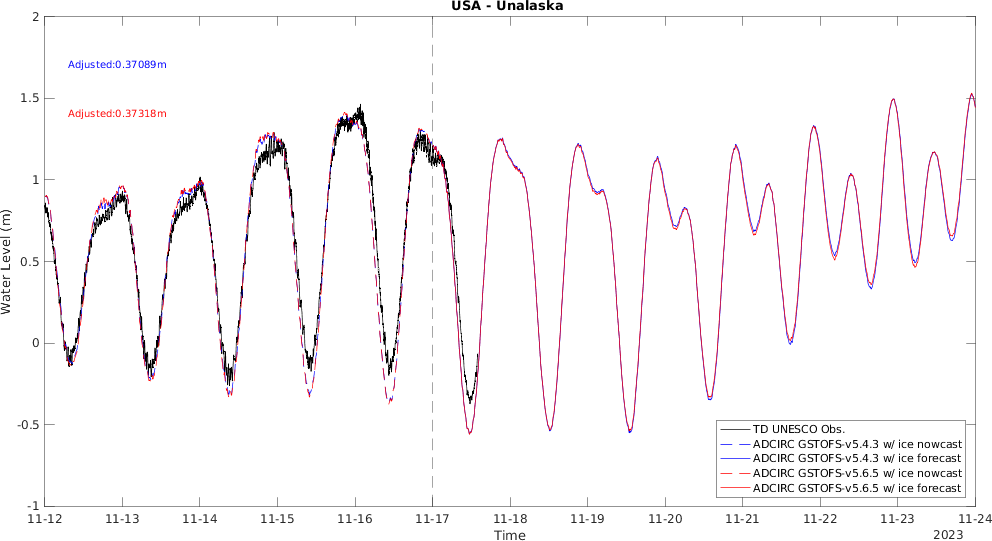 USA - Unalaska
2
1.5
1
0.5
0
-0.5
-1
Water Level (m)
Adjusted:0.37089m
Adjusted:0.37318m
TD UNESCO Obs.
ADCIRC GSTOFS-v5.4.3 w/ ice nowcast
ADCIRC GSTOFS-v5.4.3 w/ ice forecast
ADCIRC GSTOFS-v5.6.5 w/ ice nowcast
ADCIRC GSTOFS-v5.6.5 w/ ice forecast
11-12 11-13 11-14 11-15 11-16 11-17 11-18 11-19 11-20 11-21 11-22 11-23 11-24
Time
2023